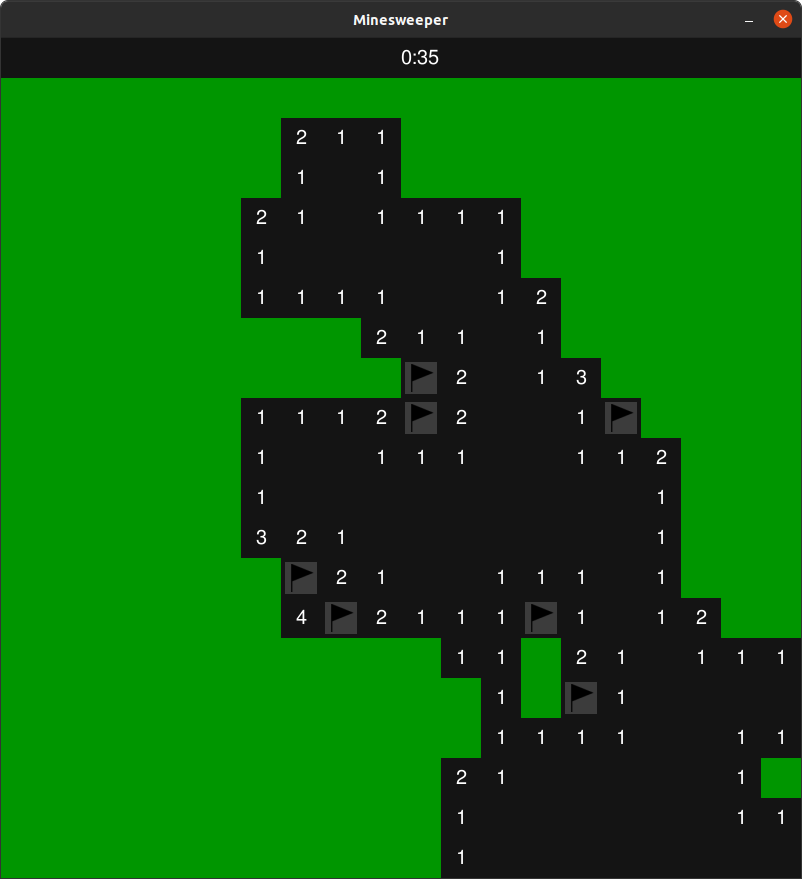 Minesweeper
0:35
2 1 1
1 1
2 1 1 1 1 1
1 1
1 1 1 1 1 2
2 1 1 1
2 1 3
1 1 1 2 2 1
1 1 1 1 1 1 2
1 1
3 2 1 1
2 1 1 1 1 1
4 2 1 1 1 1 1 2
1 1 2 1 1 1 1
1 1
1 1 1 1 1 1
2 1 1
1 1 1
1